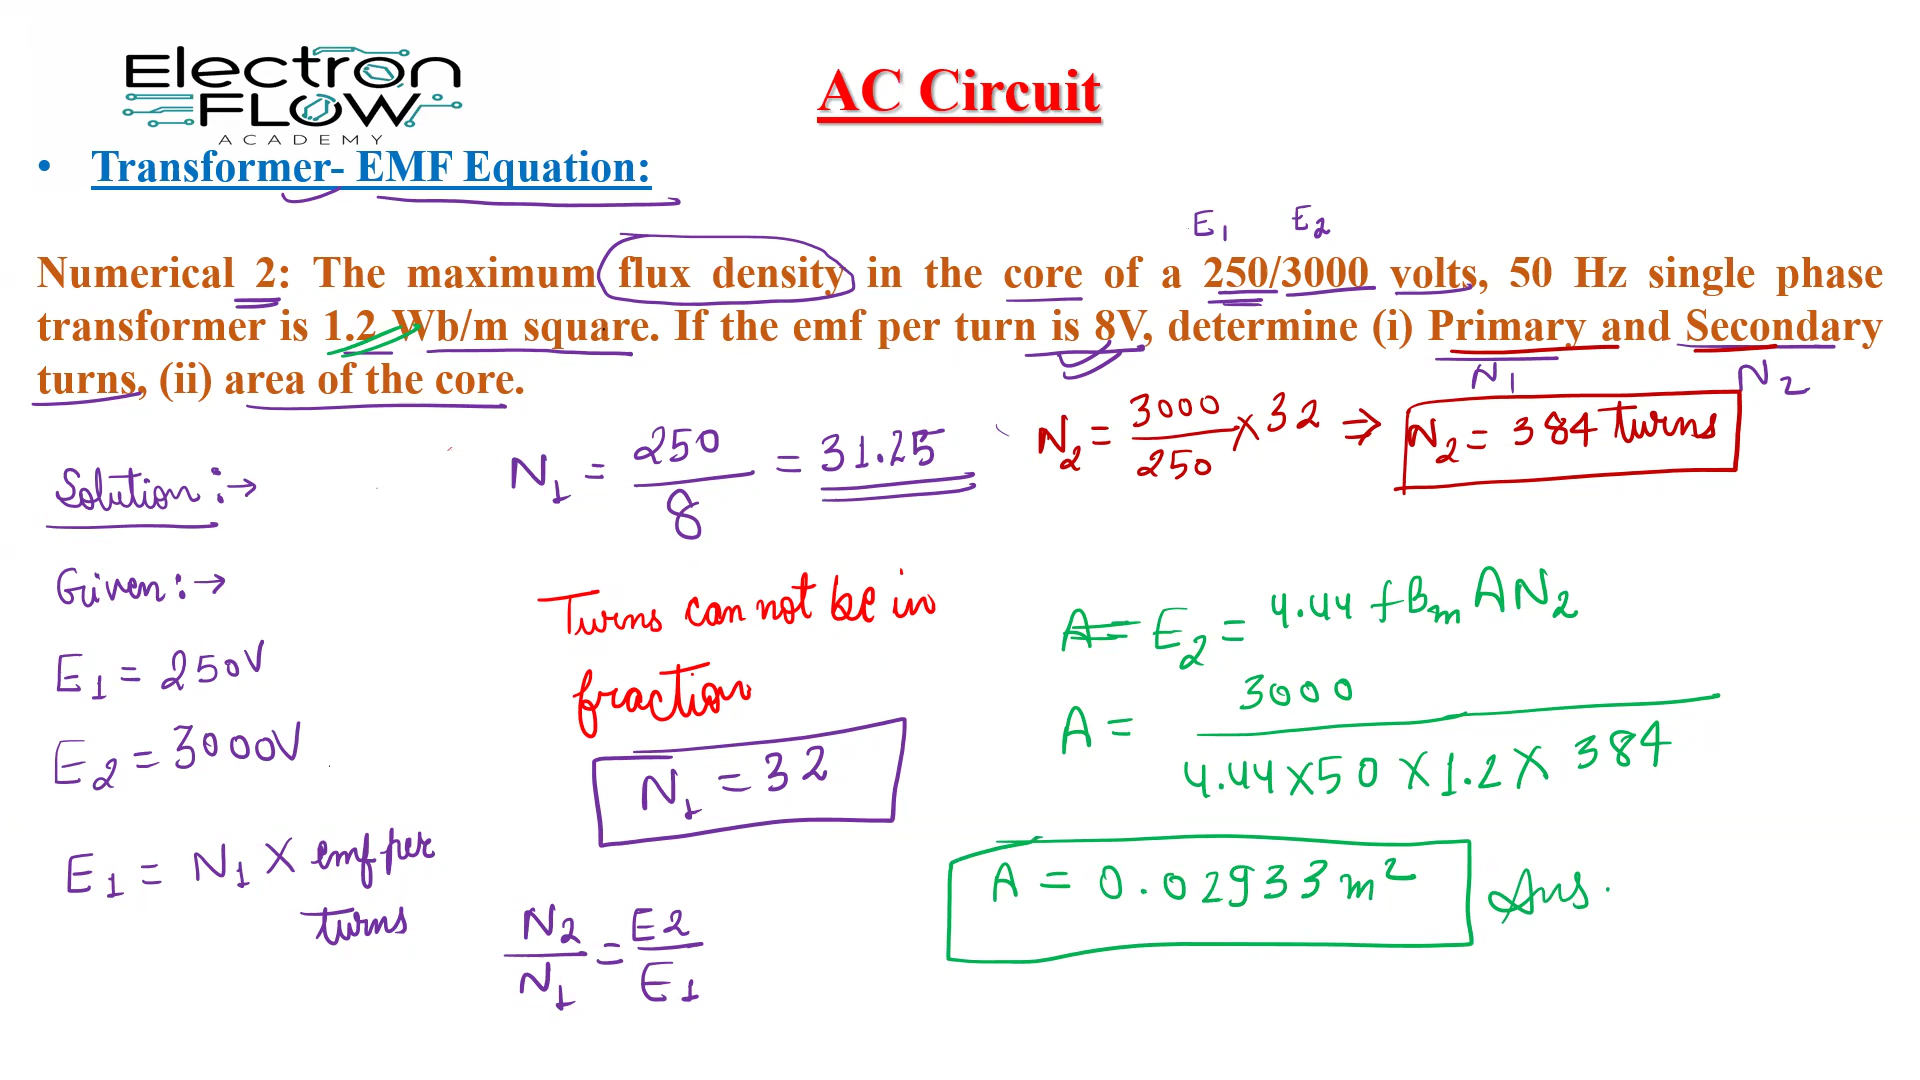 Electron
FLOW
ACADEMY
AC Circuit
• Transformer- EMF Equation:
E1 E2
Numerical 2: The maximum flux density in the core of a 250/3000 volts, 50 Hz single phase
transformer is 1.2 Wb/m square. If the emf per turn is 8V, determine (i) Primary and Secondary
turns, (ii) area of the core.
N1 N2
Solution :→
Given :→
E1 = 250V
E2 = 3000V
E1 = N1 X emf per
turns
N1 = 250/8 = 31.25
Turns can not be in
fraction
N1 = 32
N2/N1 = E2/E1
N2 = 3000/250 × 32 ⇒ N2 = 384 turns
A= E2 = 4.44 f Bm A N2
A = 3000/4.44×50×1.2×384
A = 0.02933 m² Ans.